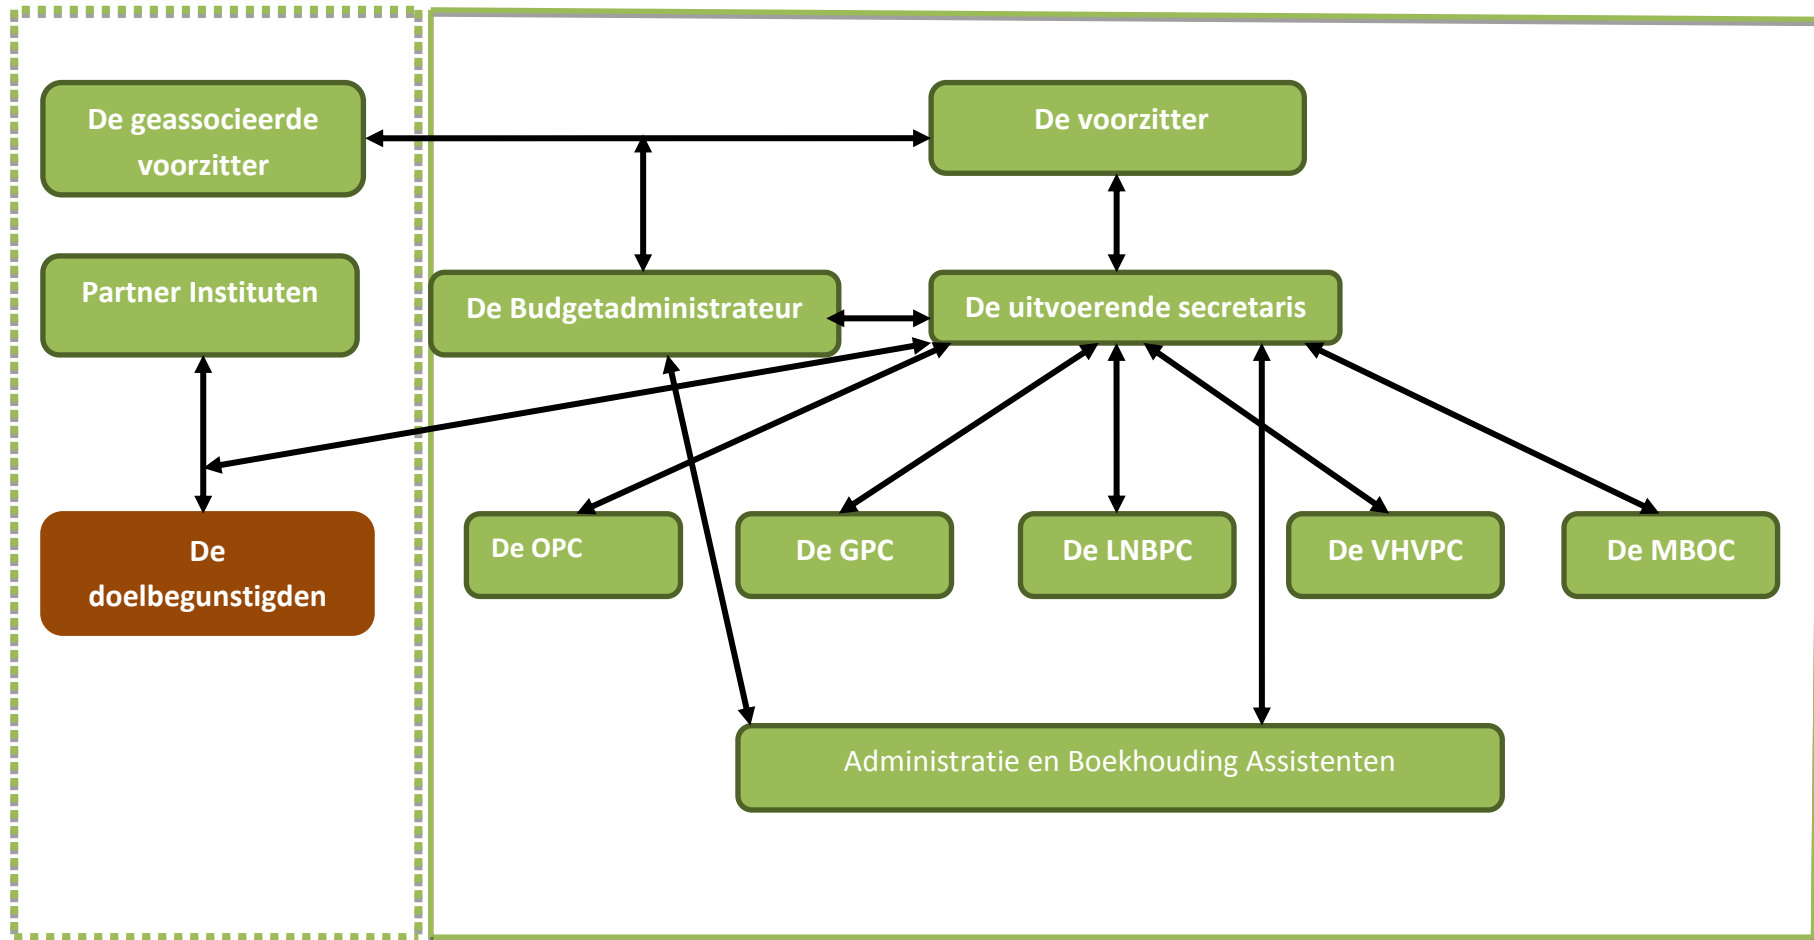 De geassocieerde
voorzitter
De voorzitter
Partner Instituten
De Budgetadministrateur
De uitvoerende secretaris
De
doelbegunstigden
De OPC
De GPC
De LNBPC
De VHVPC
De MBOC
Administratie en Boekhouding Assistenten